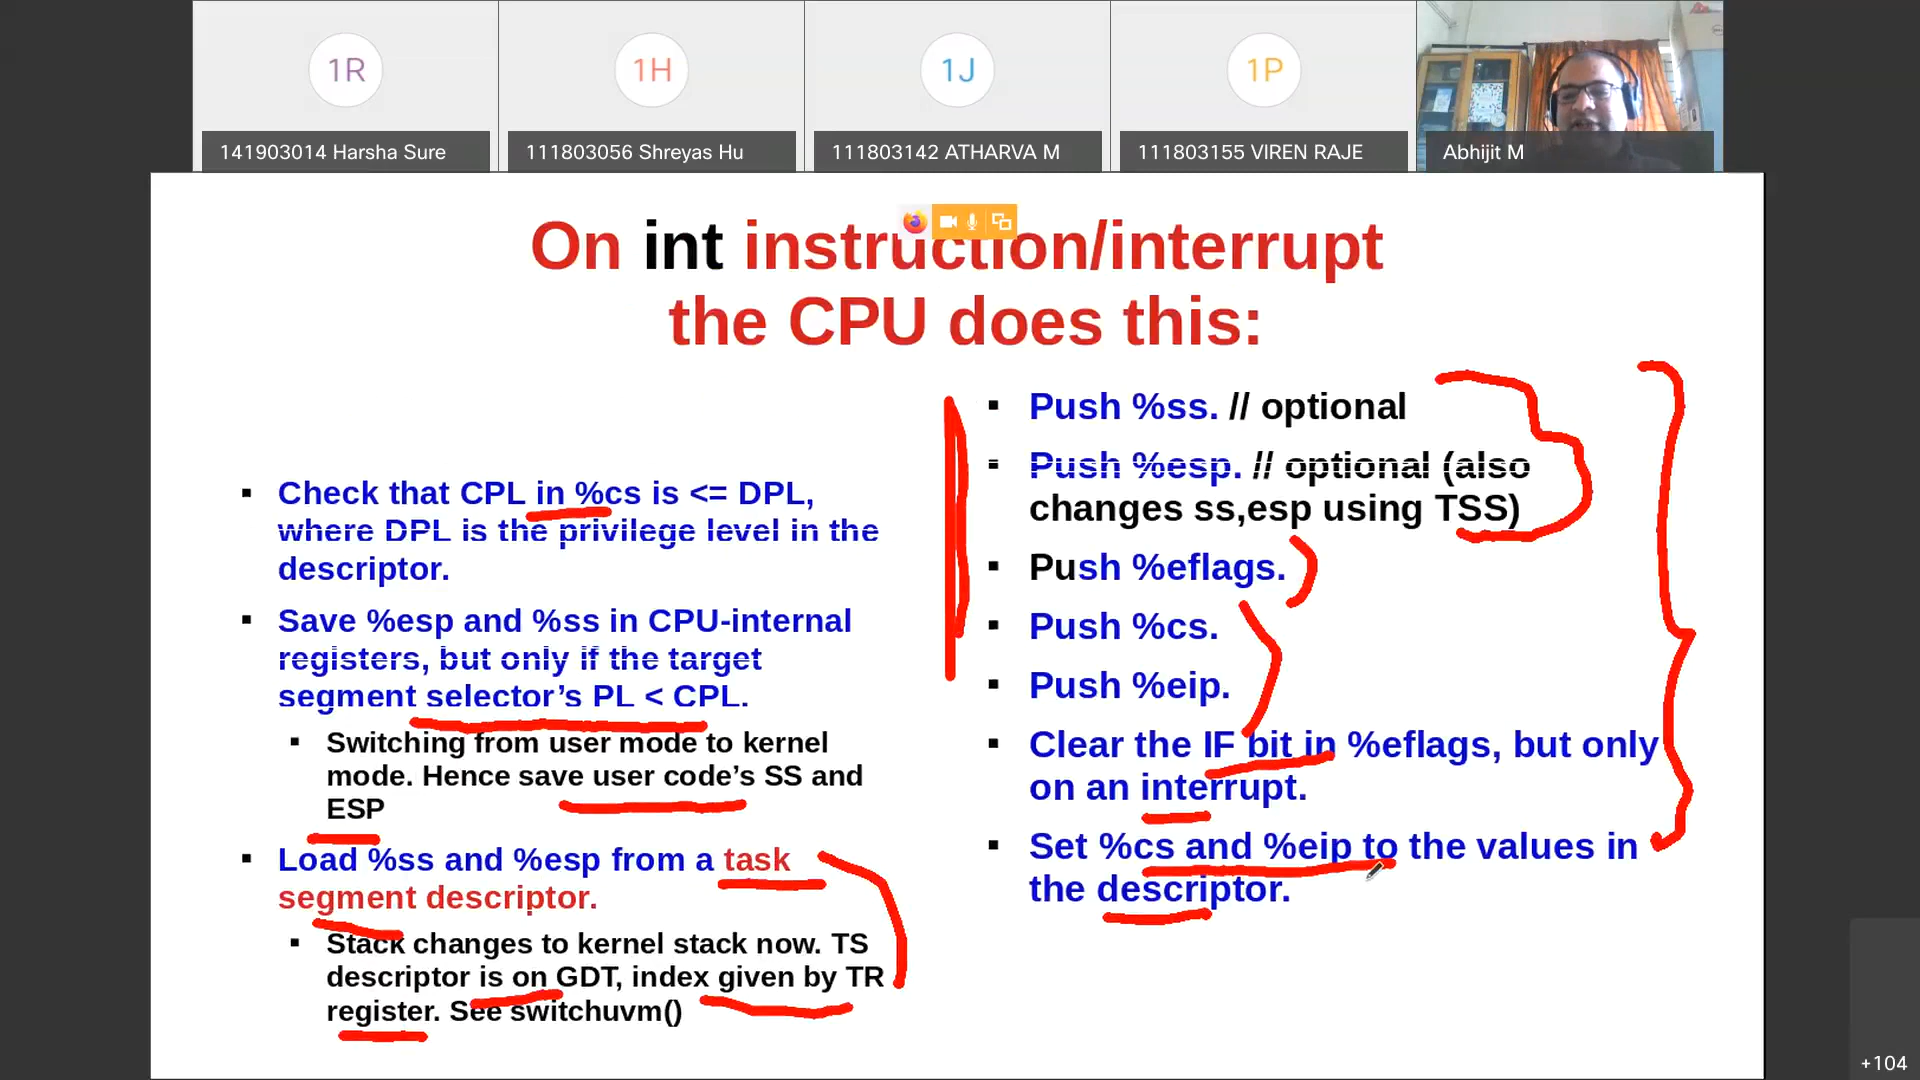 1R
1H
1J
1P
141903014 Harsha Sure
111803056 Shreyas Hu
111803142 ATHARVA M
111803155 VIREN RAJE
Abhijit M
On int instruction/interrupt
the CPU does this:
Check that CPL in %cs is <= DPL,
where DPL is the privilege level in the
descriptor.
Save %esp and %ss in CPU-internal
registers, but only if the target
segment selector’s PL < CPL.
Switching from user mode to kernel
mode. Hence save user code’s SS and
ESP
Load %ss and %esp from a task
segment descriptor.
Stack changes to kernel stack now. TS
descriptor is on GDT, index given by TR
register. See switchuvm()
Push %ss. // optional
Push %esp. // optional (also
changes ss,esp using TSS)
Push %eflags.
Push %cs.
Push %eip.
Clear the IF bit in %eflags, but only
on an interrupt.
Set %cs and %eip to the values in
the descriptor.
+104